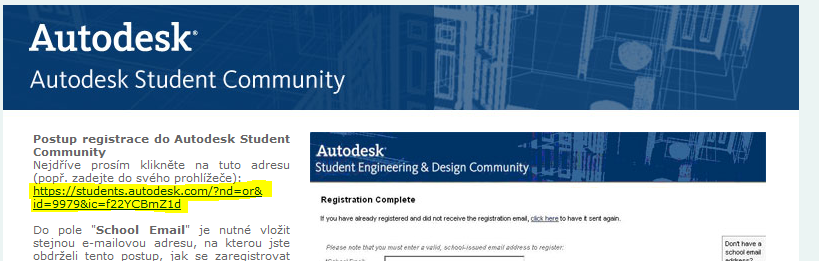 Autodesk®
Autodesk Student Community
Postup registrace do Autodesk Student
Community
Nejdříve prosím klikněte na tuto adresu
(popř. zadejte do svého prohlížeče):
https://students.autodesk.com/?nd=or&
id=9979&ic=f22YCBmZ1d
Do pole "School Email" je nutné vložit
stejnou e-mailovou adresu, na kterou jste
obdrželi tento postup, jak se zaregistrovat
Autodesk
Student Engineering & Design Community
Registration Complete
If you have already registered and did not receive the registration email, click here to have it sent again.
Please note that you must enter a valid, school-issued email address to register:
Don't have a
school email
address?